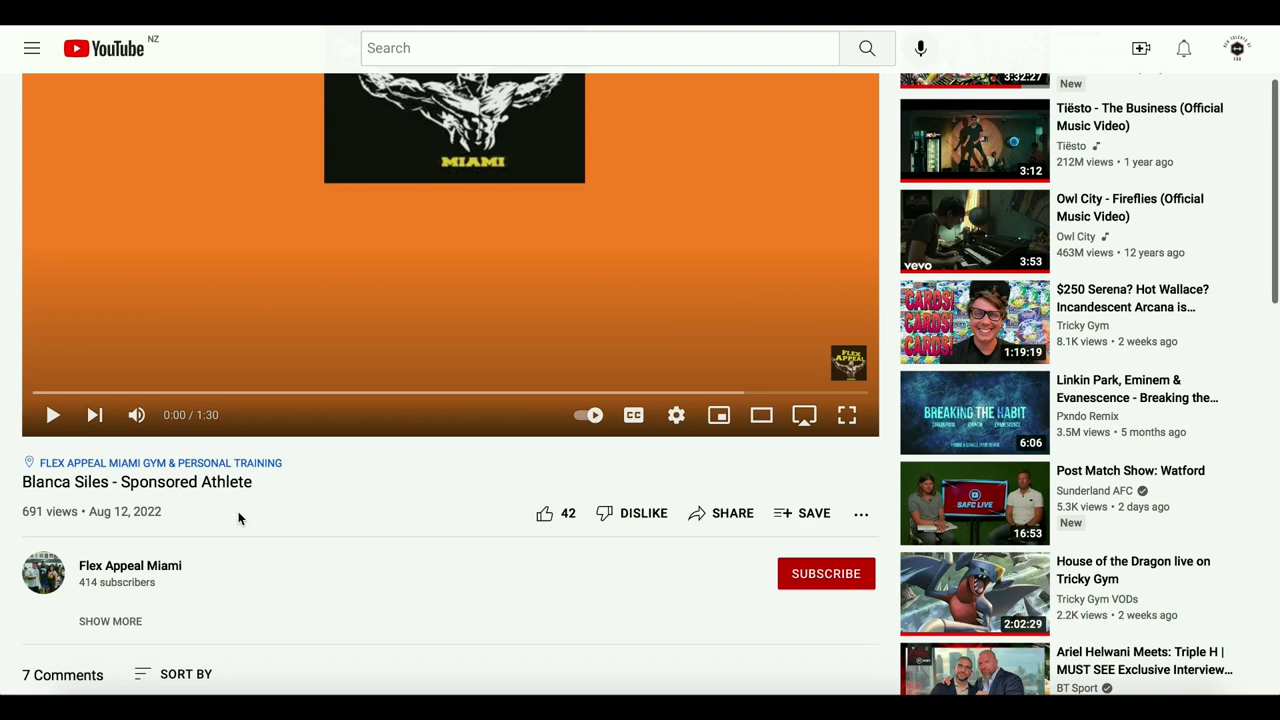 YouTube NZ
Search
MIAMI
FLEX
APPEAL
0:00 / 1:30
CC
FLEX APPEAL MIAMI GYM & PERSONAL TRAINING
Blanca Siles - Sponsored Athlete
691 views • Aug 12, 2022
42
DISLIKE
SHARE
SAVE
Flex Appeal Miami
414 subscribers
SUBSCRIBE
SHOW MORE
7 Comments
SORT BY
3:32:27
New
3:12
Tiësto - The Business (Official
Music Video)
Tiësto
212M views • 1 year ago
vevo
3:53
Owl City - Fireflies (Official
Music Video)
Owl City
463M views • 12 years ago
CARDS!
CARDS!
CARDS!
1:19:19
$250 Serena? Hot Wallace?
Incandescent Arcana is...
Tricky Gym
8.1K views • 2 weeks ago
BREAKING THE HABIT
6:06
Linkin Park, Eminem &
Evanescence - Breaking the...
Pxndo Remix
3.5M views • 5 months ago
SAFC LIVE
16:53
Post Match Show: Watford
Sunderland AFC
5.3K views • 2 days ago
New
2:02:29
House of the Dragon live on
Tricky Gym
Tricky Gym VODs
2.2K views • 2 weeks ago
Ariel Helwani Meets: Triple H |
MUST SEE Exclusive Interview...
BT Sport